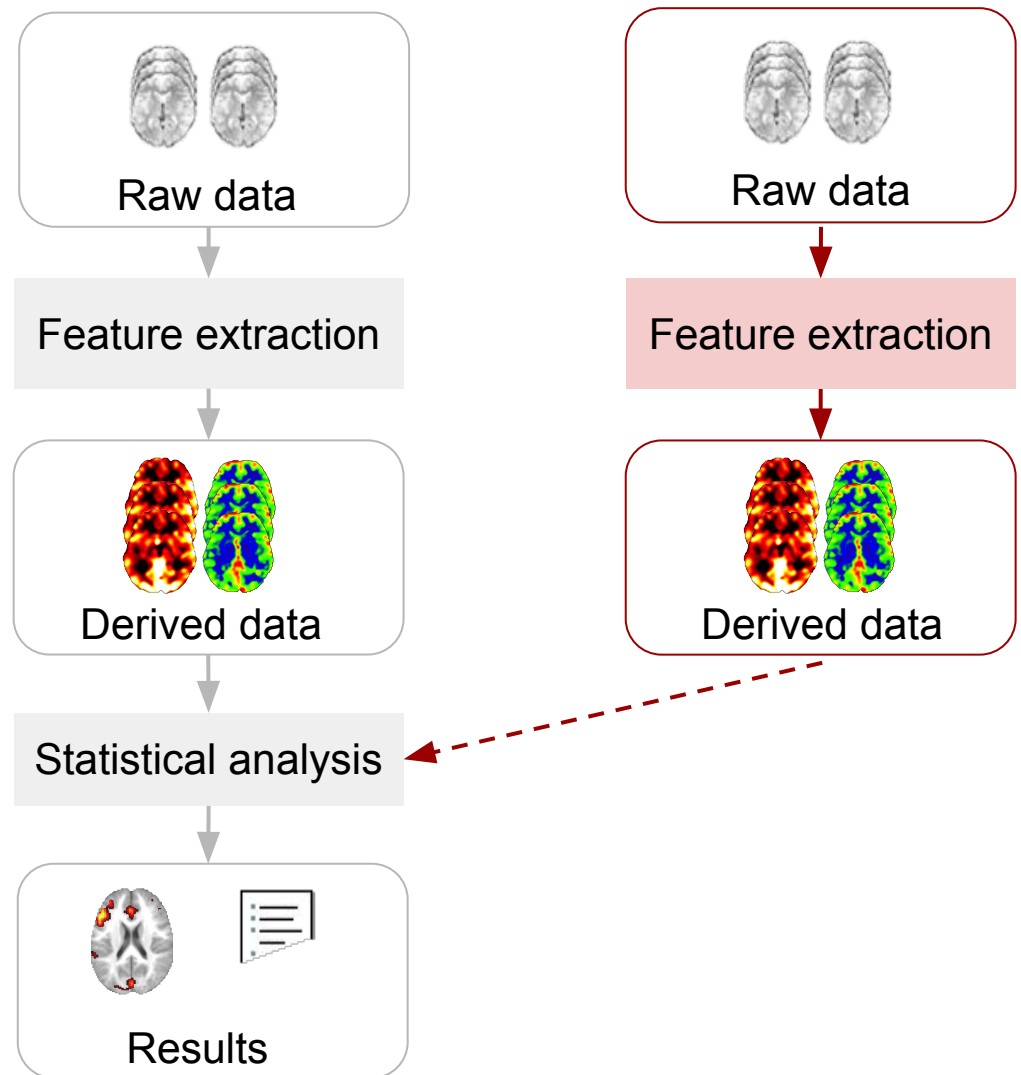 Raw data
Raw data
Feature extraction
Feature extraction
Derived data
Derived data
Statistical analysis
Results